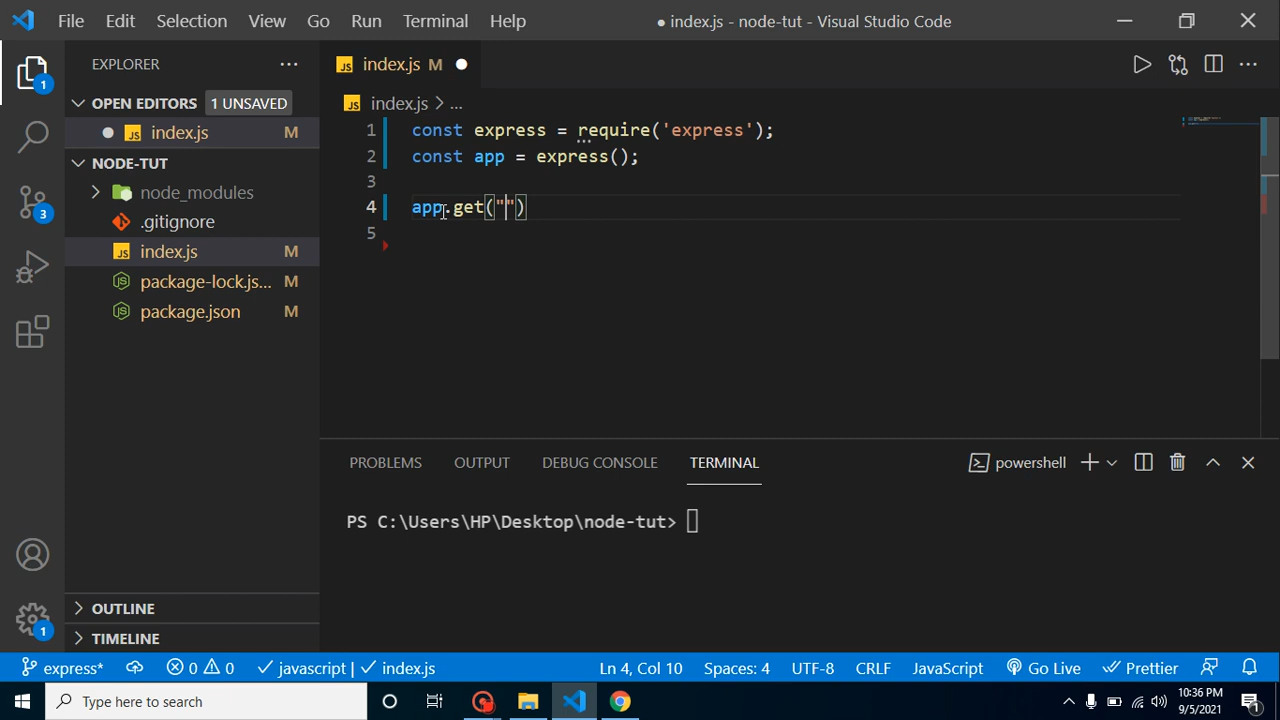 File Edit Selection View Go Run Terminal Help ● index.js - node-tut - Visual Studio Code
EXPLORER
index.js M
OPEN EDITORS 1 UNSAVED
index.js > ...
index.js M
NODE-TUT
node_modules
.gitignore
index.js M
package-lock.js... M
package.json M
1 const express = require('express');
2 const app = express();
3
4 app.get("")
5
1
3
1
PROBLEMS OUTPUT DEBUG CONSOLE TERMINAL powershell
PS C:\Users\HP\Desktop\node-tut>
OUTLINE
TIMELINE
express* 0 0 javascript | index.js Ln 4, Col 10 Spaces: 4 UTF-8 CRLF JavaScript Go Live Prettier
Type here to search
10:36 PM
9/5/2021
1